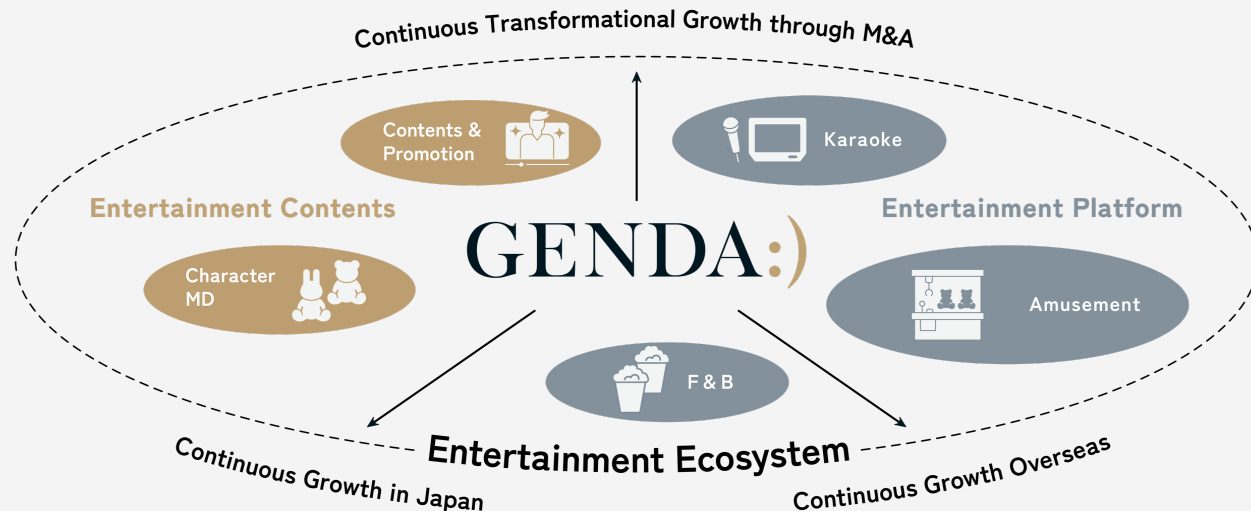 Continuous Transformational Growth through M&A
Contents &
Promotion
Karaoke
Entertainment Contents
Entertainment Platform
GENDA:)
Character
MD
Amusement
F & B
Entertainment Ecosystem
Continuous Growth in Japan
Continuous Growth Overseas